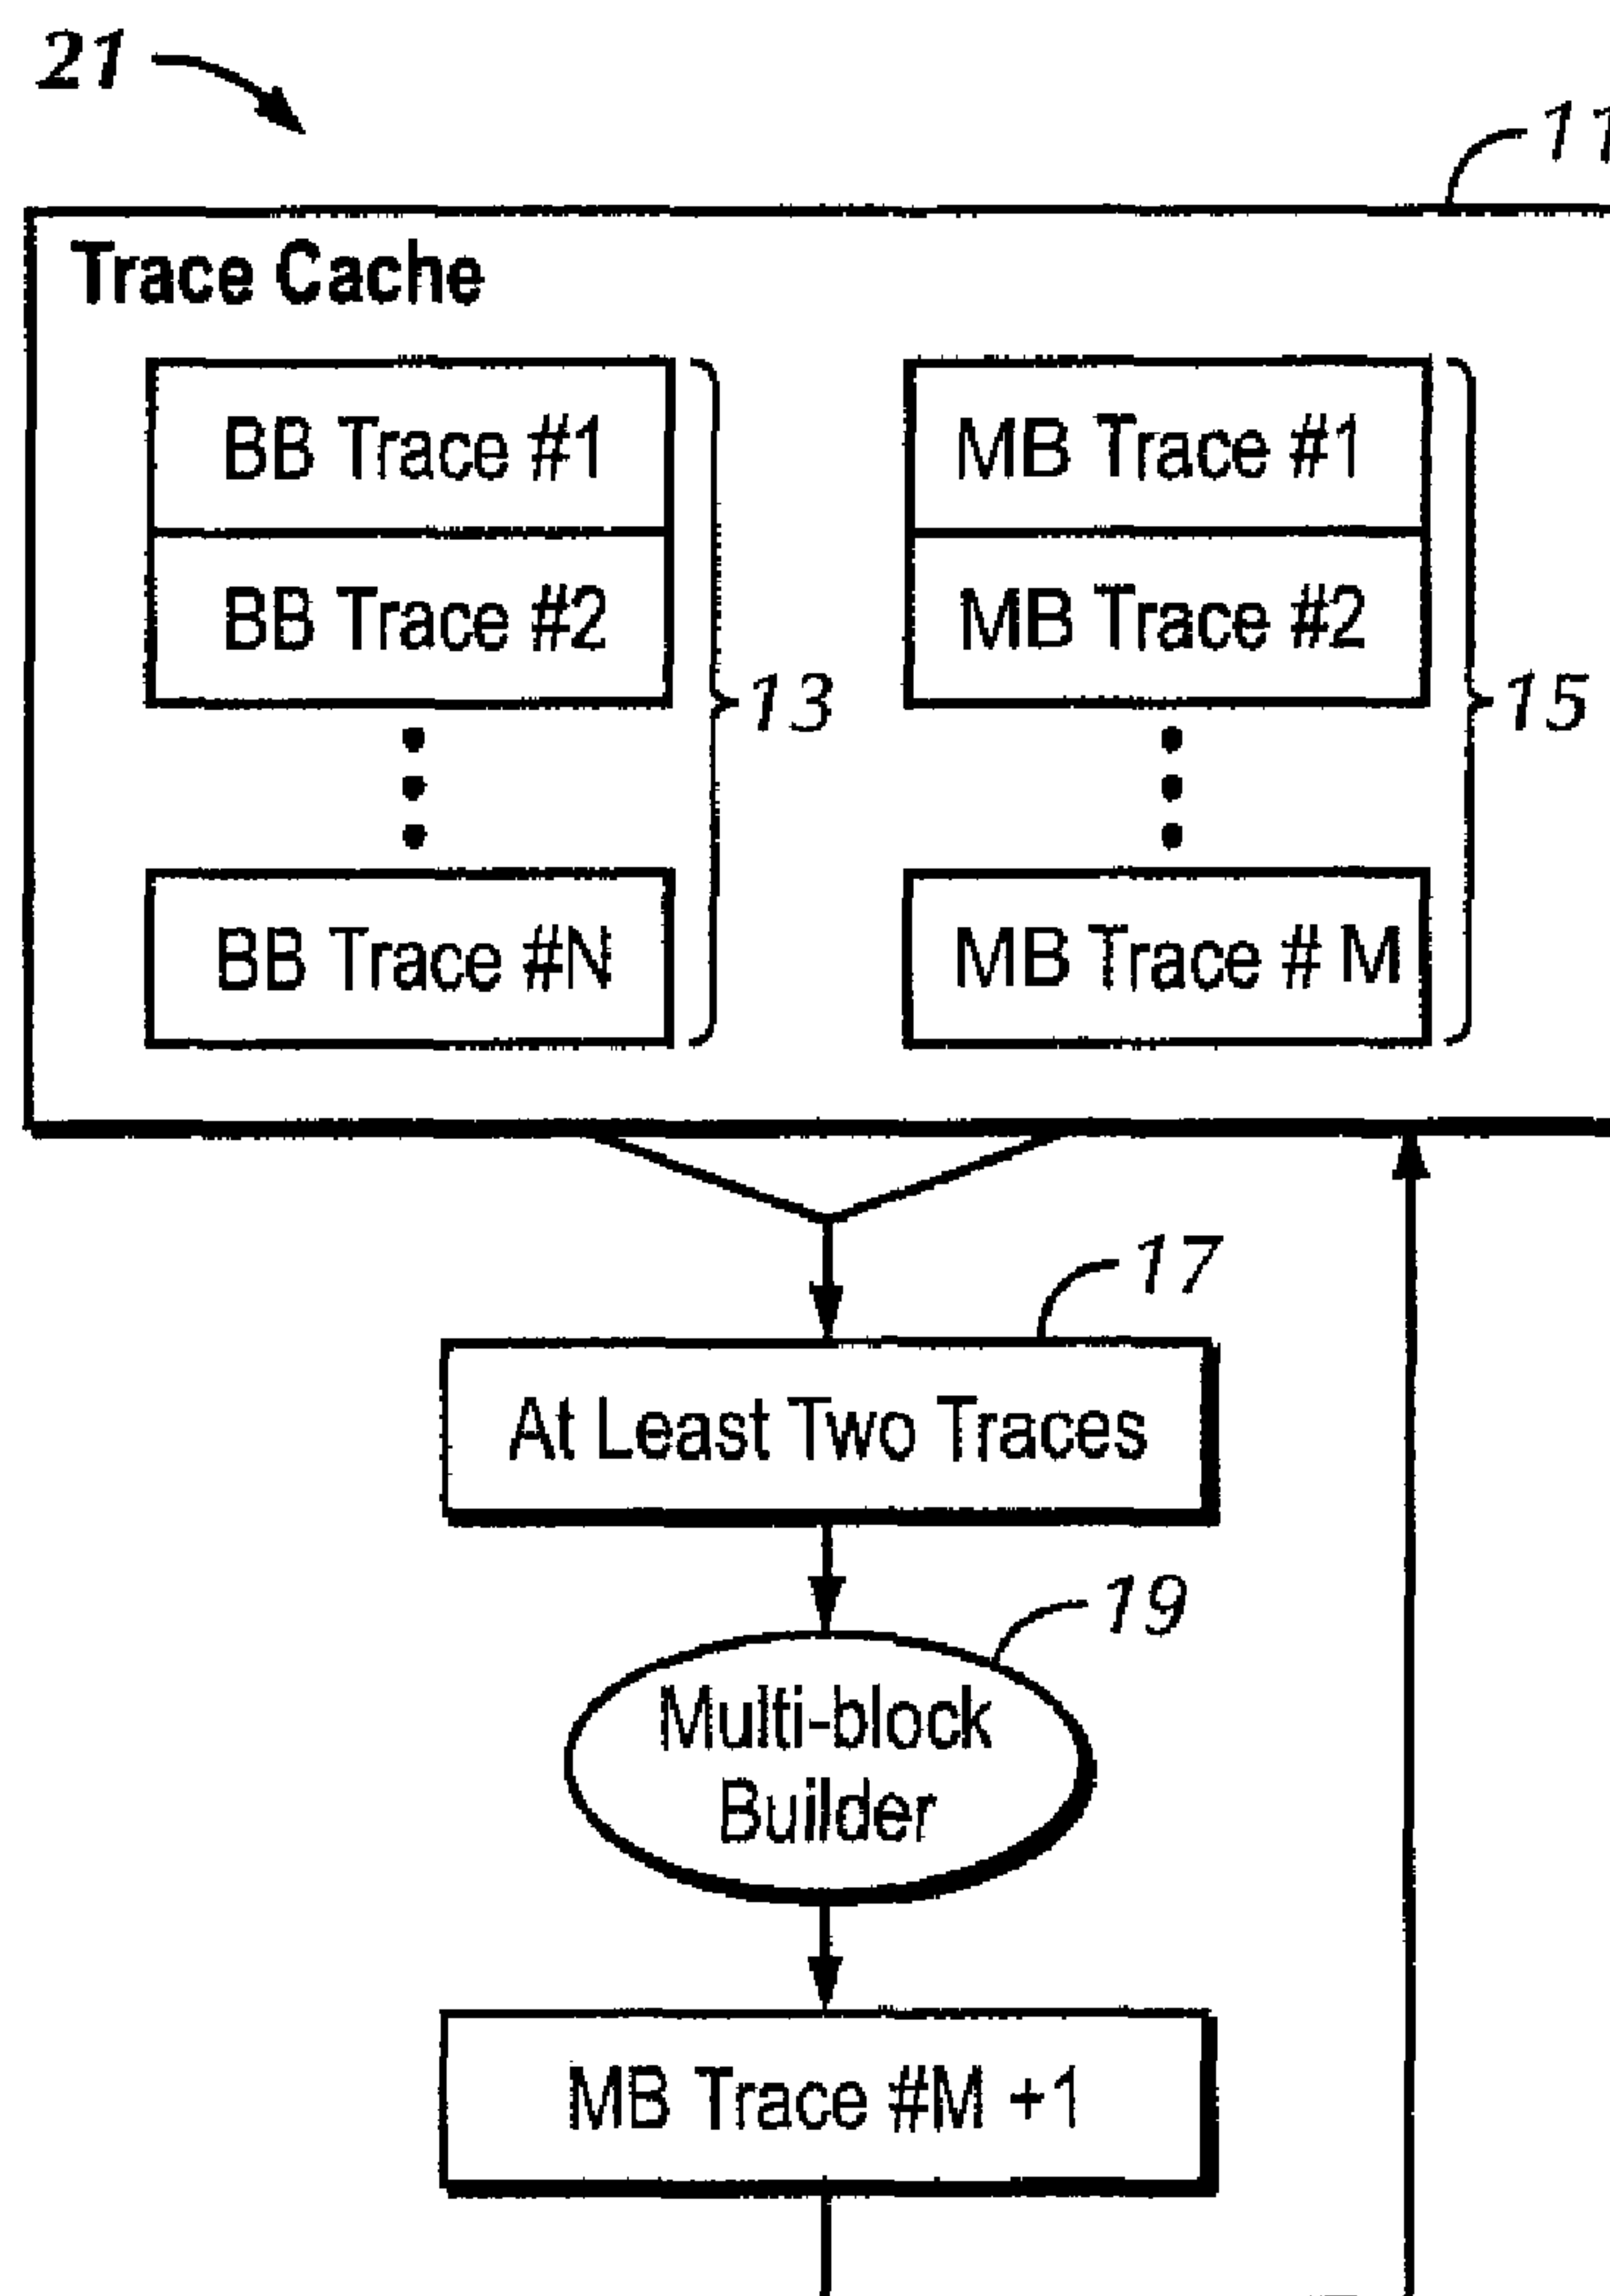 21
11
Trace Cache
BB Trace #1
BB Trace #2
BB Trace #N
13
MB Trace #1
MB Trace #2
MB Trace # M
15
17
At Least Two Traces
19
Multi-block
Builder
MB Trace #M +1